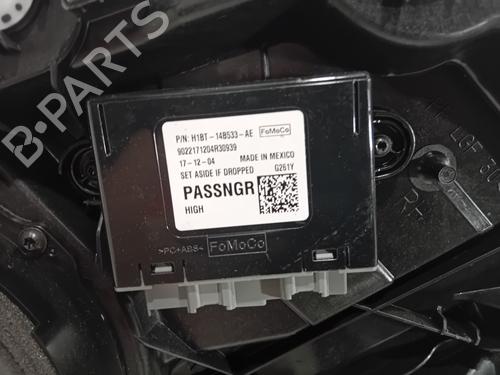 B-PARTS
P/N: H1BT-14B533-AE FoMoCo
9022171204R30939
17-12-04 MADE IN MEXICO
SET ASIDE IF DROPPED G261Y
PASSNGR
HIGH
>PC+ABS< FoMoCo